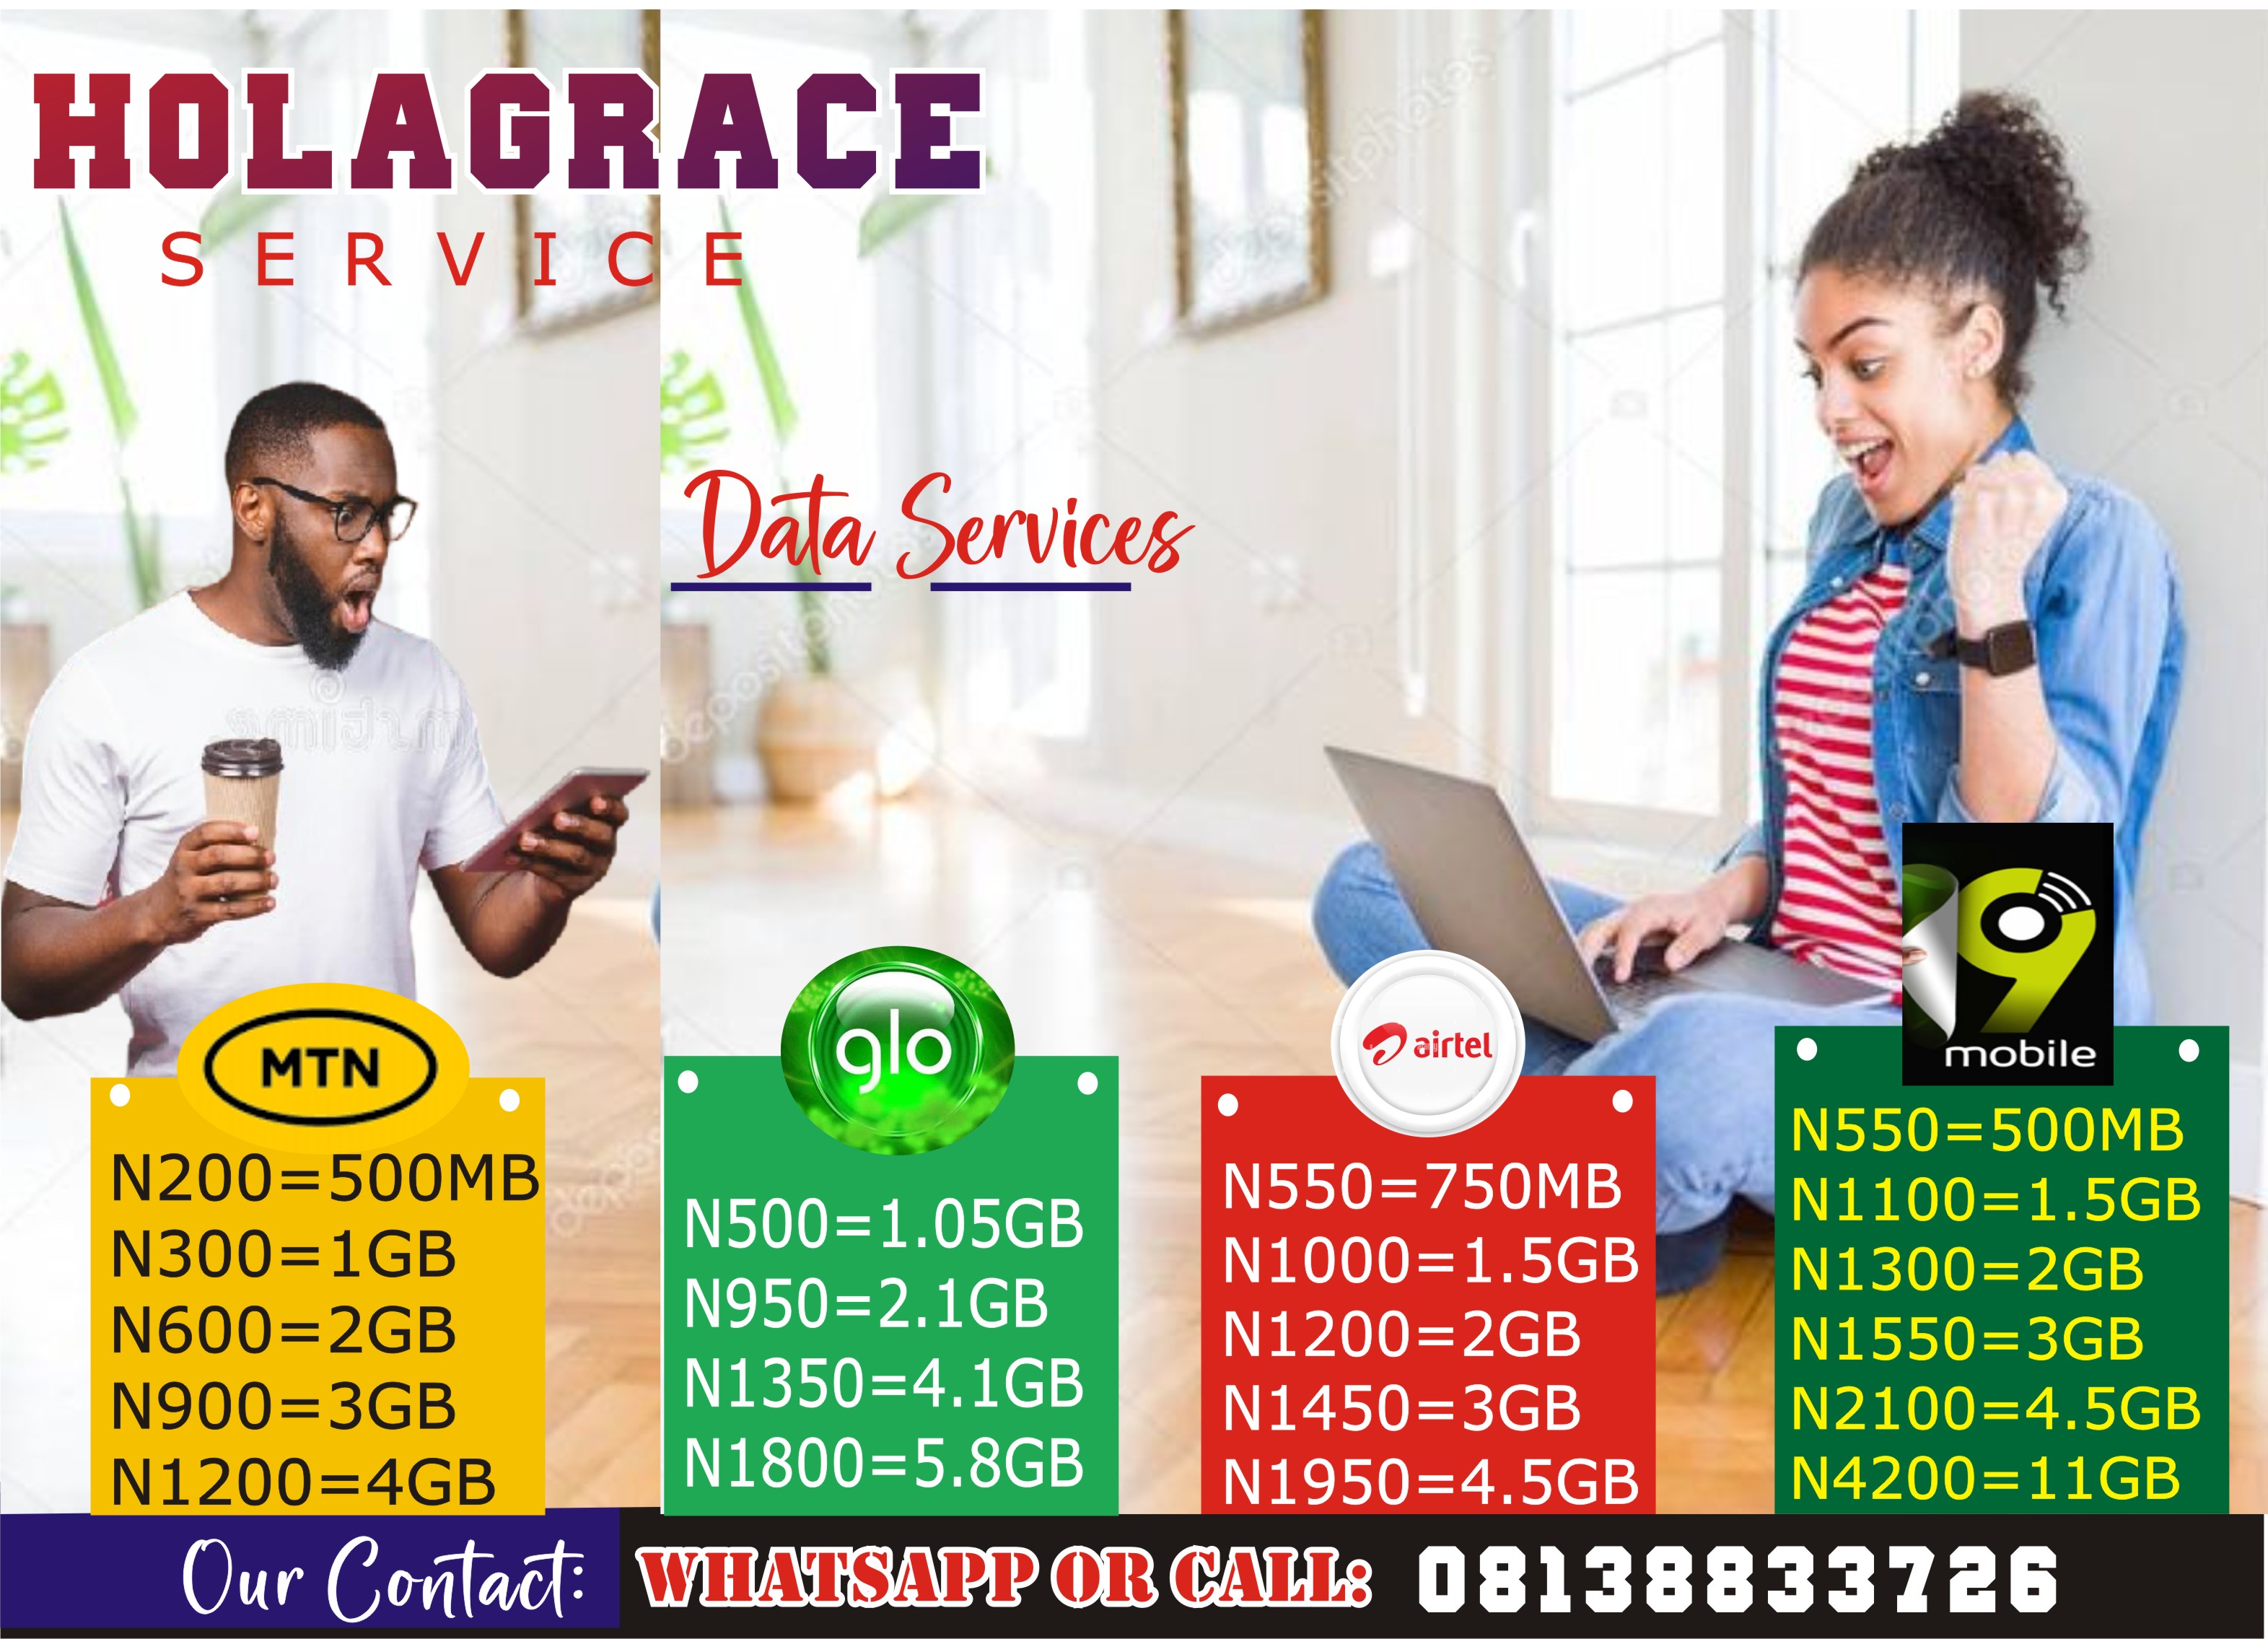 HOLAGRACE
SERVICE
Data Services
MTN
N200=500MB
N300=1GB
N600=2GB
N900=3GB
N1200=4GB
glo
N500=1.05GB
N950=2.1GB
N1350=4.1GB
N1800=5.8GB
airtel
N550=750MB
N1000=1.5GB
N1200=2GB
N1450=3GB
N1950=4.5GB
9
mobile
N550=500MB
N1100=1.5GB
N1300=2GB
N1550=3GB
N2100=4.5GB
N4200=11GB
Our Contact: WHATSAPP OR CALL: 08138833726
depositphotos